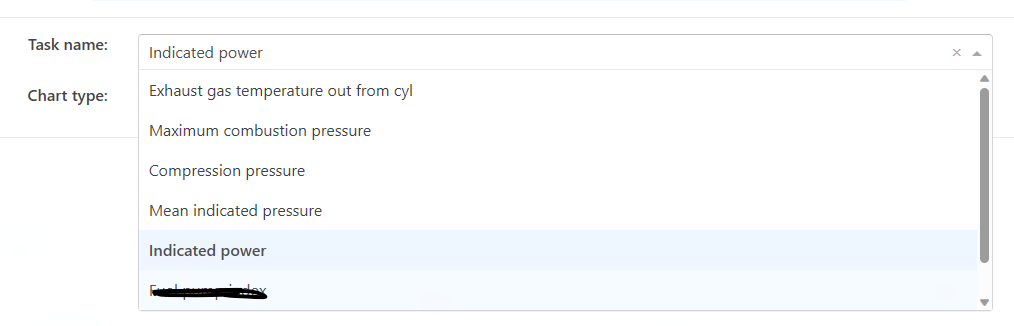 Task name:
Indicated power
Exhaust gas temperature out from cyl
Chart type:
Maximum combustion pressure
Compression pressure
Mean indicated pressure
Indicated power